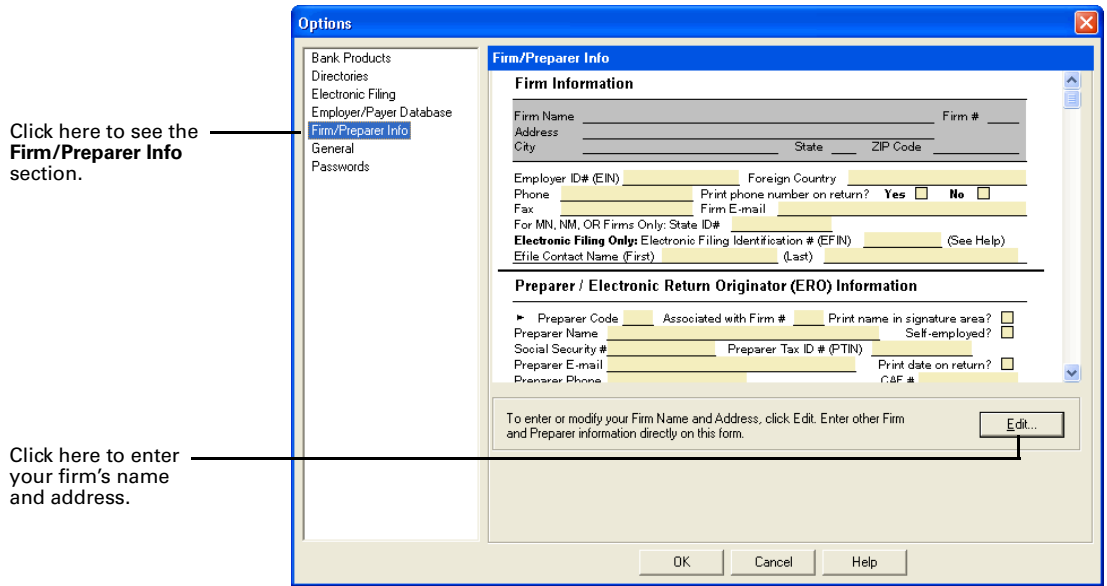 Options
Bank Products
Directories
Electronic Filing
Employer/Payer Database
Firm/Preparer Info
General
Passwords
Click here to see the
Firm/Preparer Info
section.
Firm/Preparer Info
Firm Information
Firm Name Firm #
Address
City State ZIP Code
Employer ID# (EIN) Foreign Country
Phone Print phone number on return? Yes No
Fax Firm E-mail
For MN, NM, OR Firms Only: State ID#
Electronic Filing Only: Electronic Filing Identification # (EFIN) (See Help)
Efile Contact Name (First) (Last)
Preparer / Electronic Return Originator (ERO) Information
Preparer Code Associated with Firm # Print name in signature area?
Preparer Name Self-employed?
Social Security # Preparer Tax ID # (PTIN)
Preparer E-mail Print date on return?
Preparer Phone CAF #
To enter or modify your Firm Name and Address, click Edit. Enter other Firm
and Preparer information directly on this form.
Edit...
Click here to enter
your firm's name
and address.
OK Cancel Help